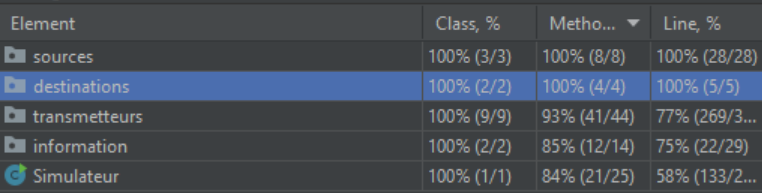 Element Class, % Metho... Line, %
sources 100% (3/3) 100% (8/8) 100% (28/28)
destinations 100% (2/2) 100% (4/4) 100% (5/5)
transmetteurs 100% (9/9) 93% (41/44) 77% (269/3...
information 100% (2/2) 85% (12/14) 75% (22/29)
Simulateur 100% (1/1) 84% (21/25) 58% (133/2...